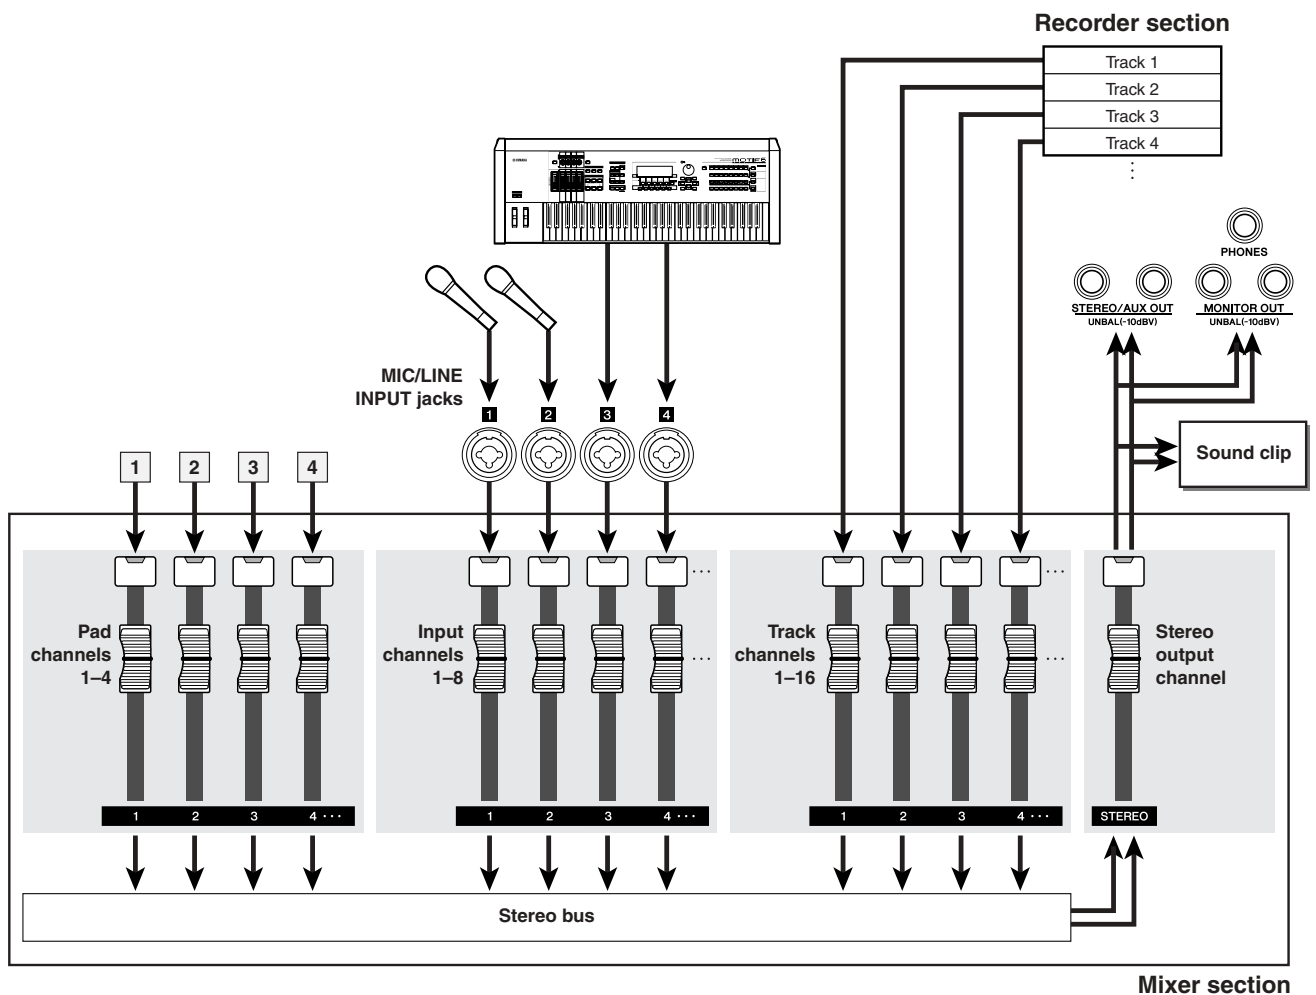 Recorder section
Track 1
Track 2
Track 3
Track 4
PHONES
STEREO/AUX OUT
UNBAL(-10dBV)
MONITOR OUT
UNBAL(-10dBV)
MIC/LINE
INPUT jacks
1 2 3 4
1 2 3 4
Sound clip
Pad
channels
1–4
Input
channels
1–8
Track
channels
1–16
Stereo
output
channel
1 2 3 4 ...
1 2 3 4 ...
1 2 3 4 ...
STEREO
Stereo bus
Mixer section